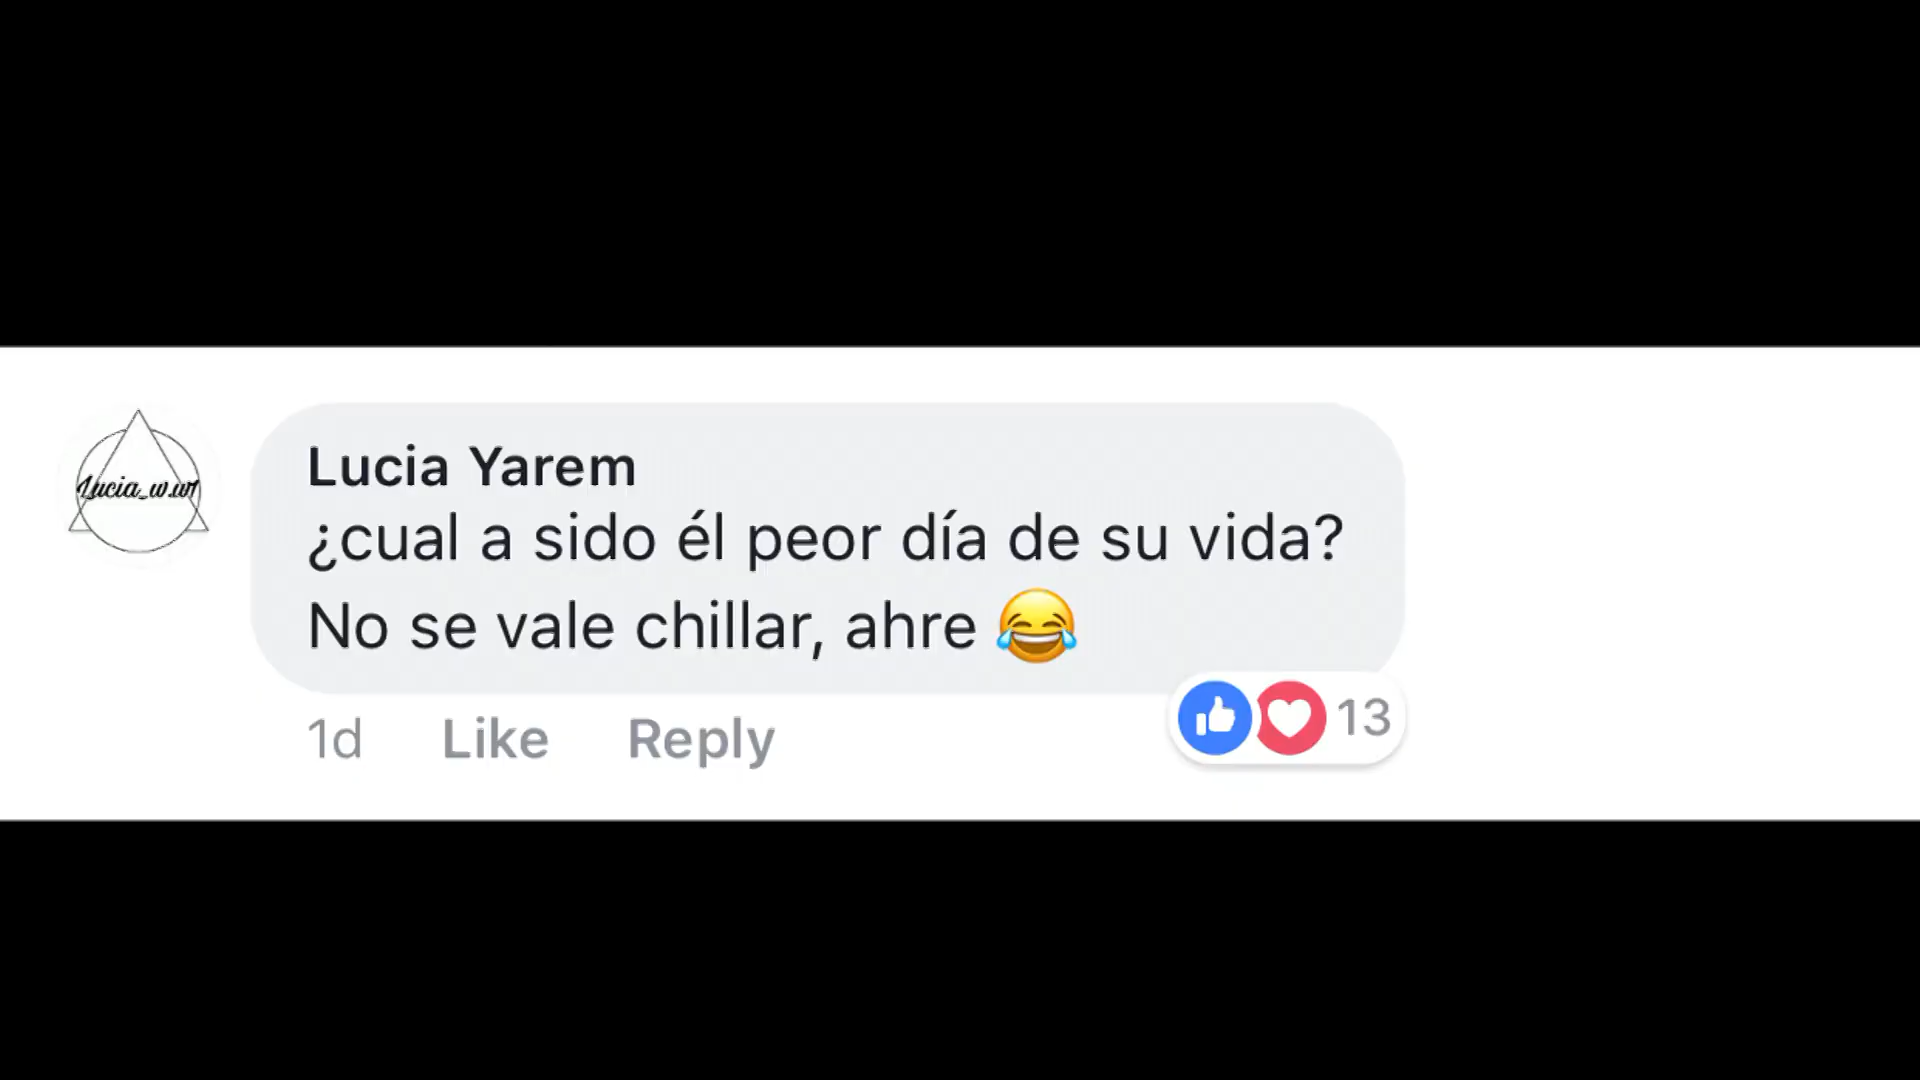 Lucia_w.w
Lucia Yarem
¿cual a sido él peor día de su vida?
No se vale chillar, ahre 😂
1d Like Reply 13